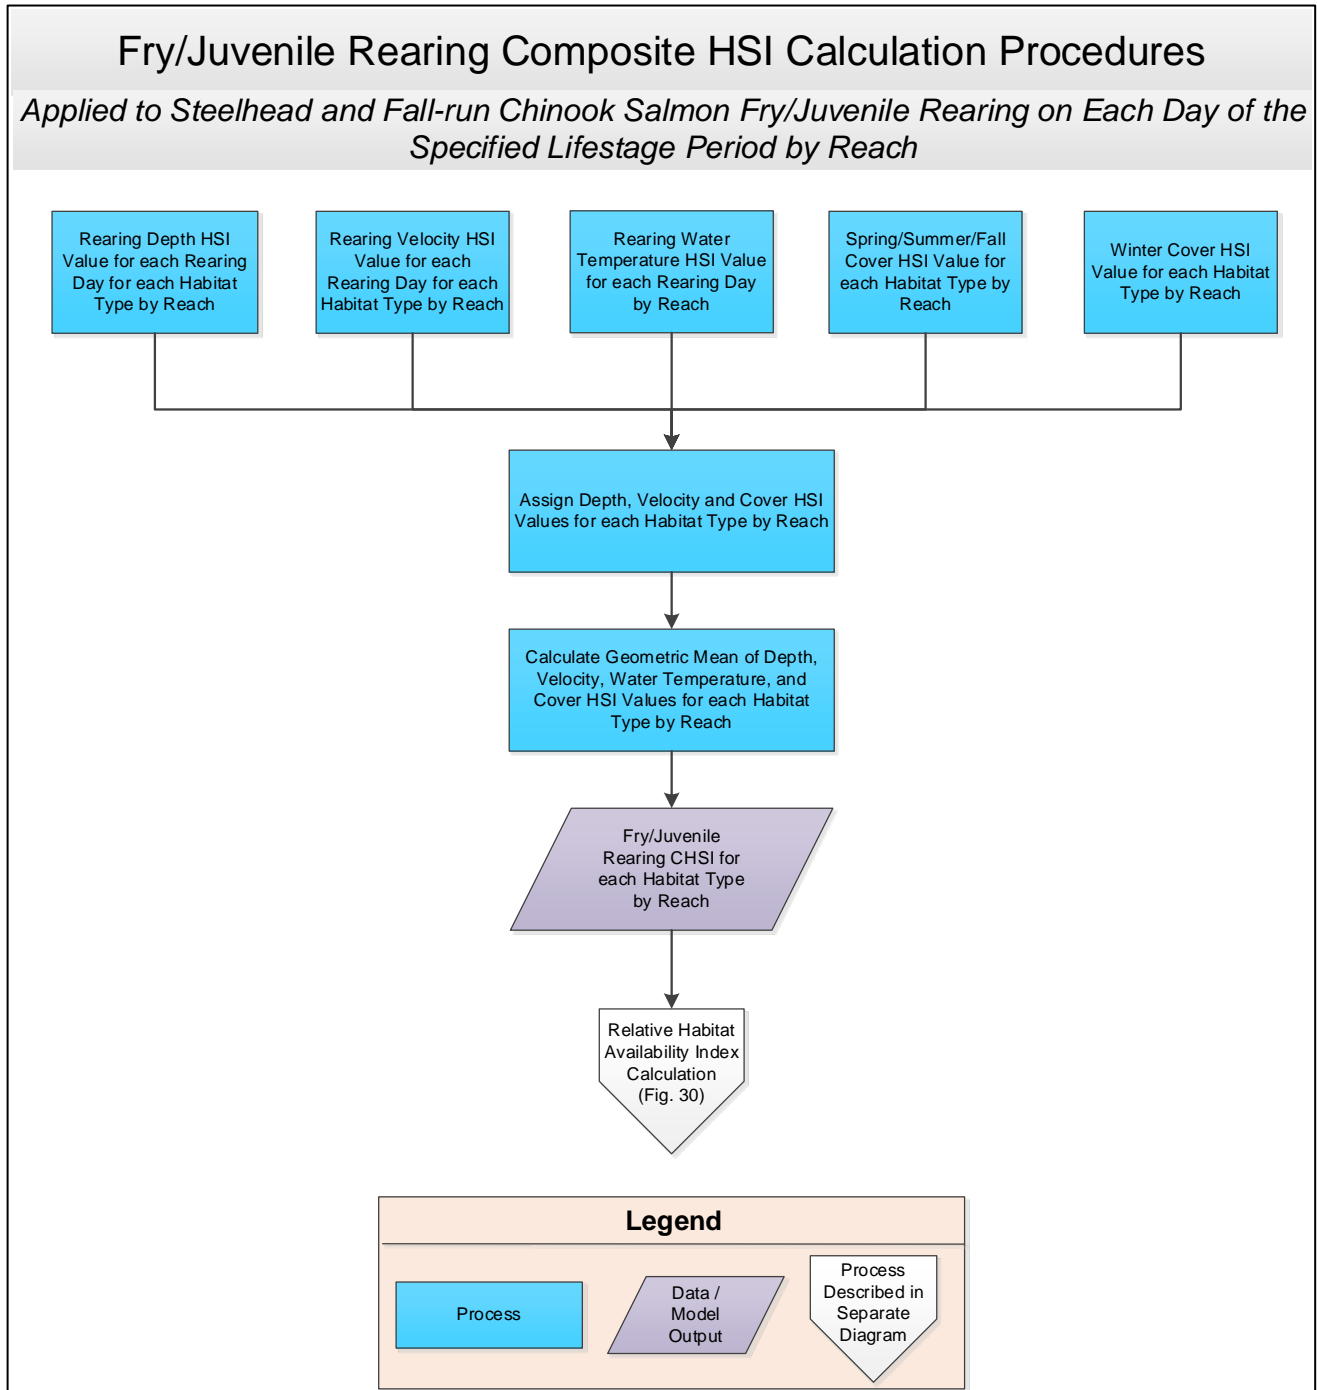 Fry/Juvenile Rearing Composite HSI Calculation Procedures
Applied to Steelhead and Fall-run Chinook Salmon Fry/Juvenile Rearing on Each Day of the
Specified Lifestage Period by Reach
Rearing Depth HSI
Value for each Rearing
Day for each Habitat
Type by Reach
Rearing Velocity HSI
Value for each
Rearing Day for each
Habitat Type by Reach
Rearing Water
Temperature HSI Value
for each Rearing Day
by Reach
Spring/Summer/Fall
Cover HSI Value for
each Habitat Type by
Reach
Winter Cover HSI
Value for each Habitat
Type by Reach
Assign Depth, Velocity and Cover HSI
Values for each Habitat Type by Reach
Calculate Geometric Mean of Depth,
Velocity, Water Temperature, and
Cover HSI Values for each Habitat
Type by Reach
Fry/Juvenile
Rearing CHSI for
each Habitat Type
by Reach
Relative Habitat
Availability Index
Calculation
(Fig. 30)
Legend
Process
Data /
Model
Output
Process
Described in
Separate
Diagram